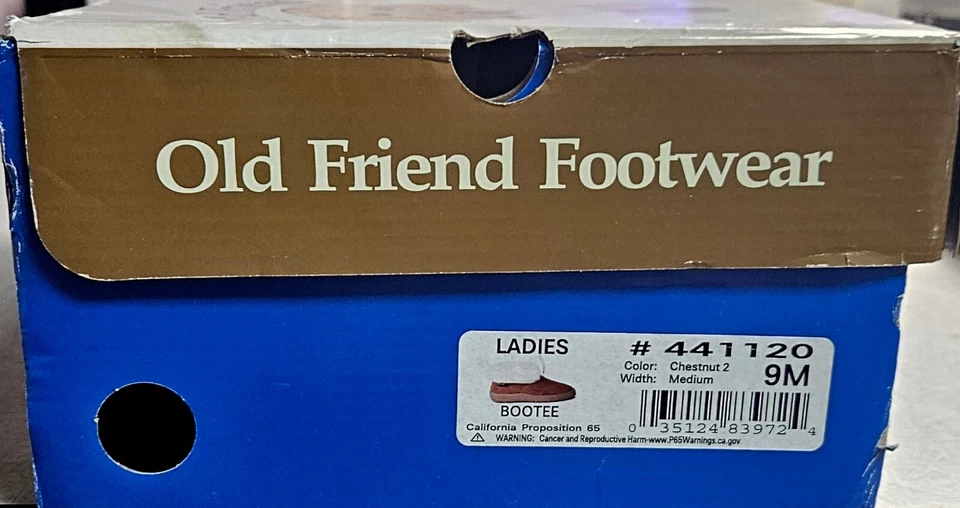 Old Friend Footwear
LADIES
BOOTEE
# 441120
Color: Chestnut 2
Width: Medium
9M
0 35124 83972 4
California Proposition 65
⚠ WARNING: Cancer and Reproductive Harm-www.P65Warnings.ca.gov